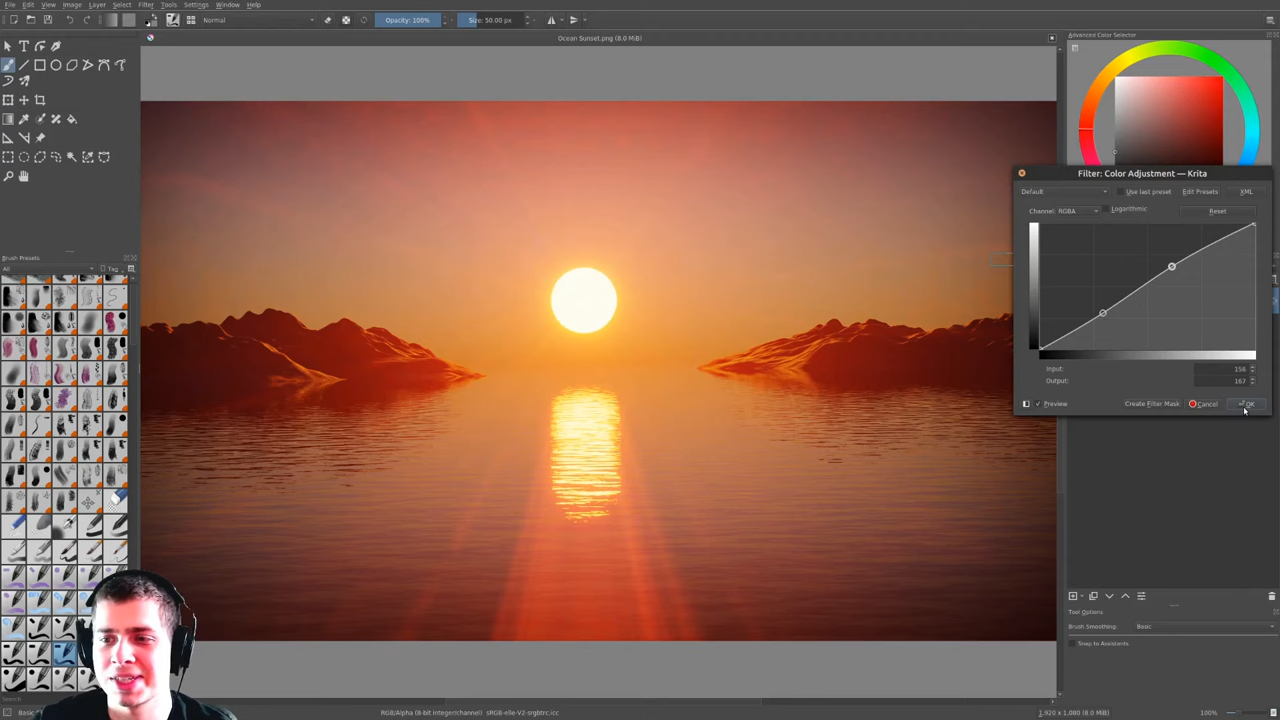 File Edit View Image Layer Select Filter Tools Settings Window Help
Normal Opacity: 100% Size: 50.00 px
Ocean Sunset.png (8.0 MiB)
Advanced Color Selector
Filter: Color Adjustment — Krita
Default Use last preset Edit Presets XML
Channel: RGBA Logarithmic Reset
Input: 156
Output: 167
Preview Create Filter Mask Cancel OK
Brush Presets
All Tag
Tool Options
Brush Smoothing: Basic
Snap to Assistants
Search
Basic
RGB/Alpha (8-bit integer/channel) sRGB-elle-V2-srgbtrc.icc
1,920 x 1,080 (8.0 MiB)
100%